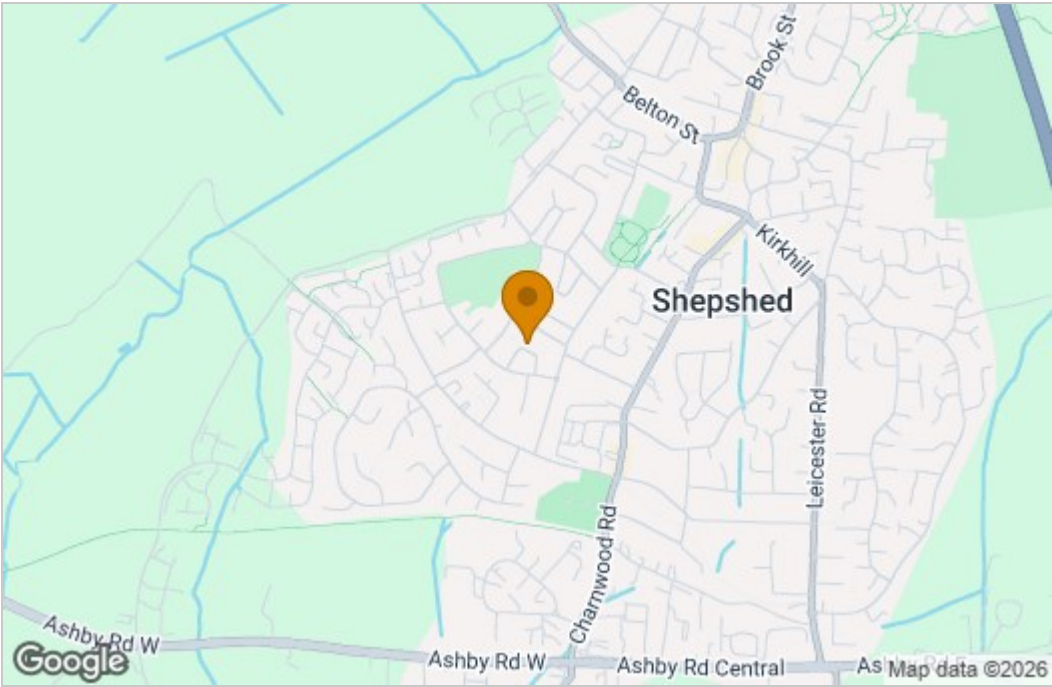 Brook St
Belton St
Kirkhill
Shepshed
Leicester Rd
Charnwood Rd
Ashby Rd W
Ashby Rd W
Ashby Rd Central
Google
Map data ©2026